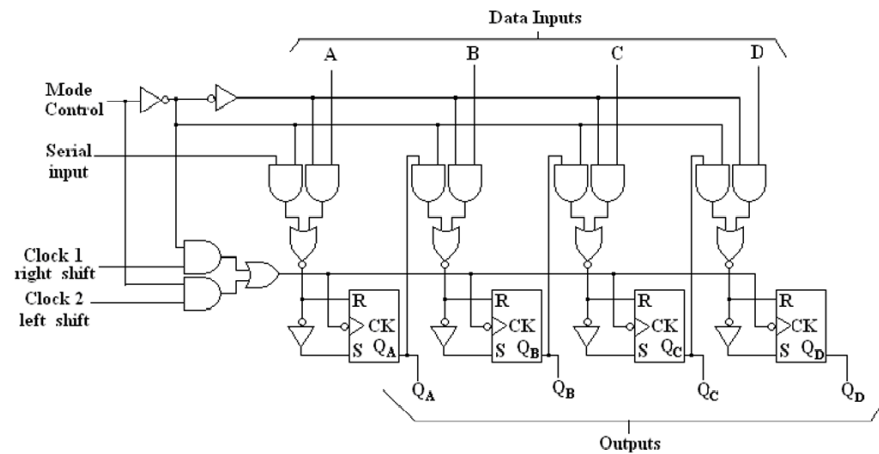 Data Inputs
A B C D
Mode
Control
Serial
input
Clock 1
right shift
Clock 2
left shift
R R R R
CK CK CK CK
S QA S QB S QC S QD
QA QB QC QD
Outputs